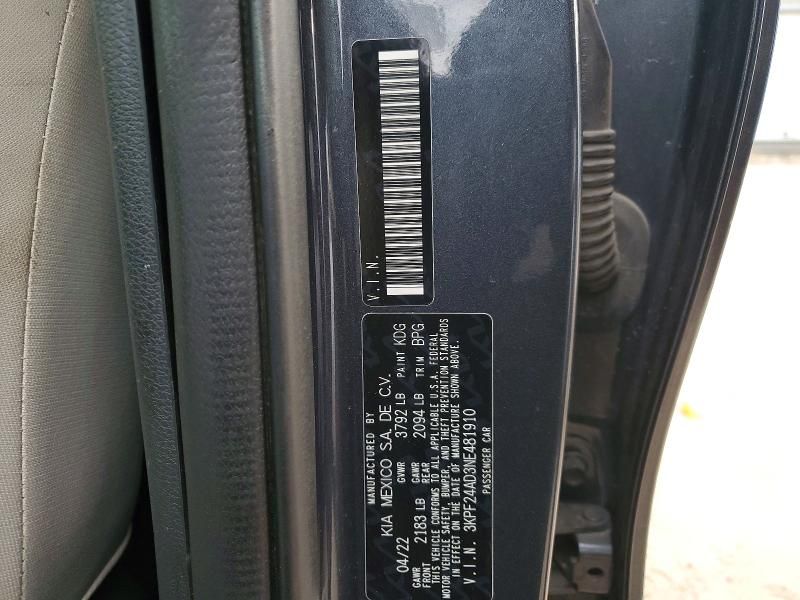 V.I.N.
MANUFACTURED BY
KIA MEXICO S.A. DE C.V.
04/22 GVWR 3792 LB PAINT KDG
GAWR FRONT 2183 LB GAWR REAR 2094 LB TRIM BPG
THIS VEHICLE CONFORMS TO ALL APPLICABLE U.S.A. FEDERAL
MOTOR VEHICLE SAFETY, BUMPER, AND THEFT PREVENTION STANDARDS
IN EFFECT ON THE DATE OF MANUFACTURE SHOWN ABOVE.
V.I.N. 3KPF24AD3NE481910
PASSENGER CAR